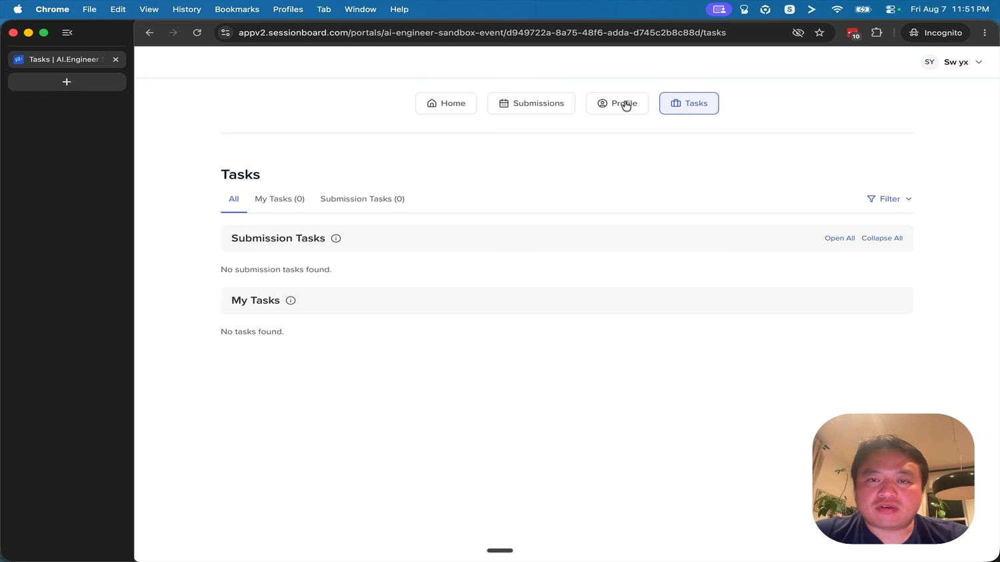 Chrome File Edit View History Bookmarks Profiles Tab Window Help
S
Fri Aug 7 11:51 PM
Tasks | AI.Engineer
appv2.sessionboard.com/portals/ai-engineer-sandbox-event/d949722a-8a75-48f6-adda-d745c2b8c88d/tasks
10
Incognito
SY Sw yx
Home Submissions Profile Tasks
Tasks
All My Tasks (0) Submission Tasks (0)
Filter
Submission Tasks
Open All Collapse All
No submission tasks found.
My Tasks
No tasks found.